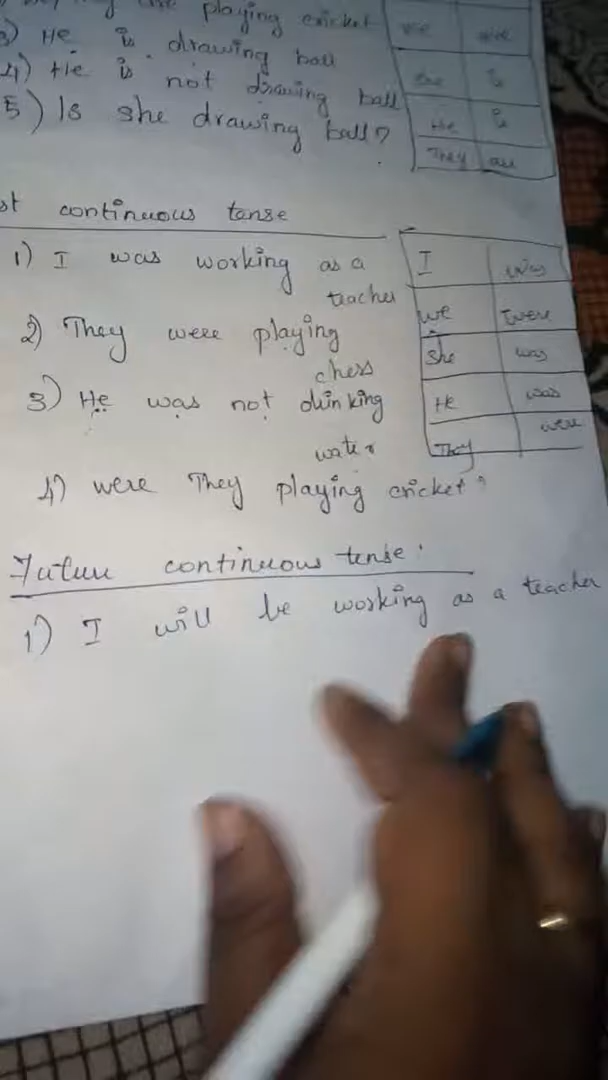 playing cricket
3) He is drawing ball
4) He is not drawing ball
5) Is she drawing ball?
He is
They are
st continuous tense
1) I was working as a
teacher
2) They were playing
chess
3) He was not drinking
water
4) were They playing cricket?
I was
we were
she was
He was
They were
Future continuous tense.
1) I will be working as a teacher